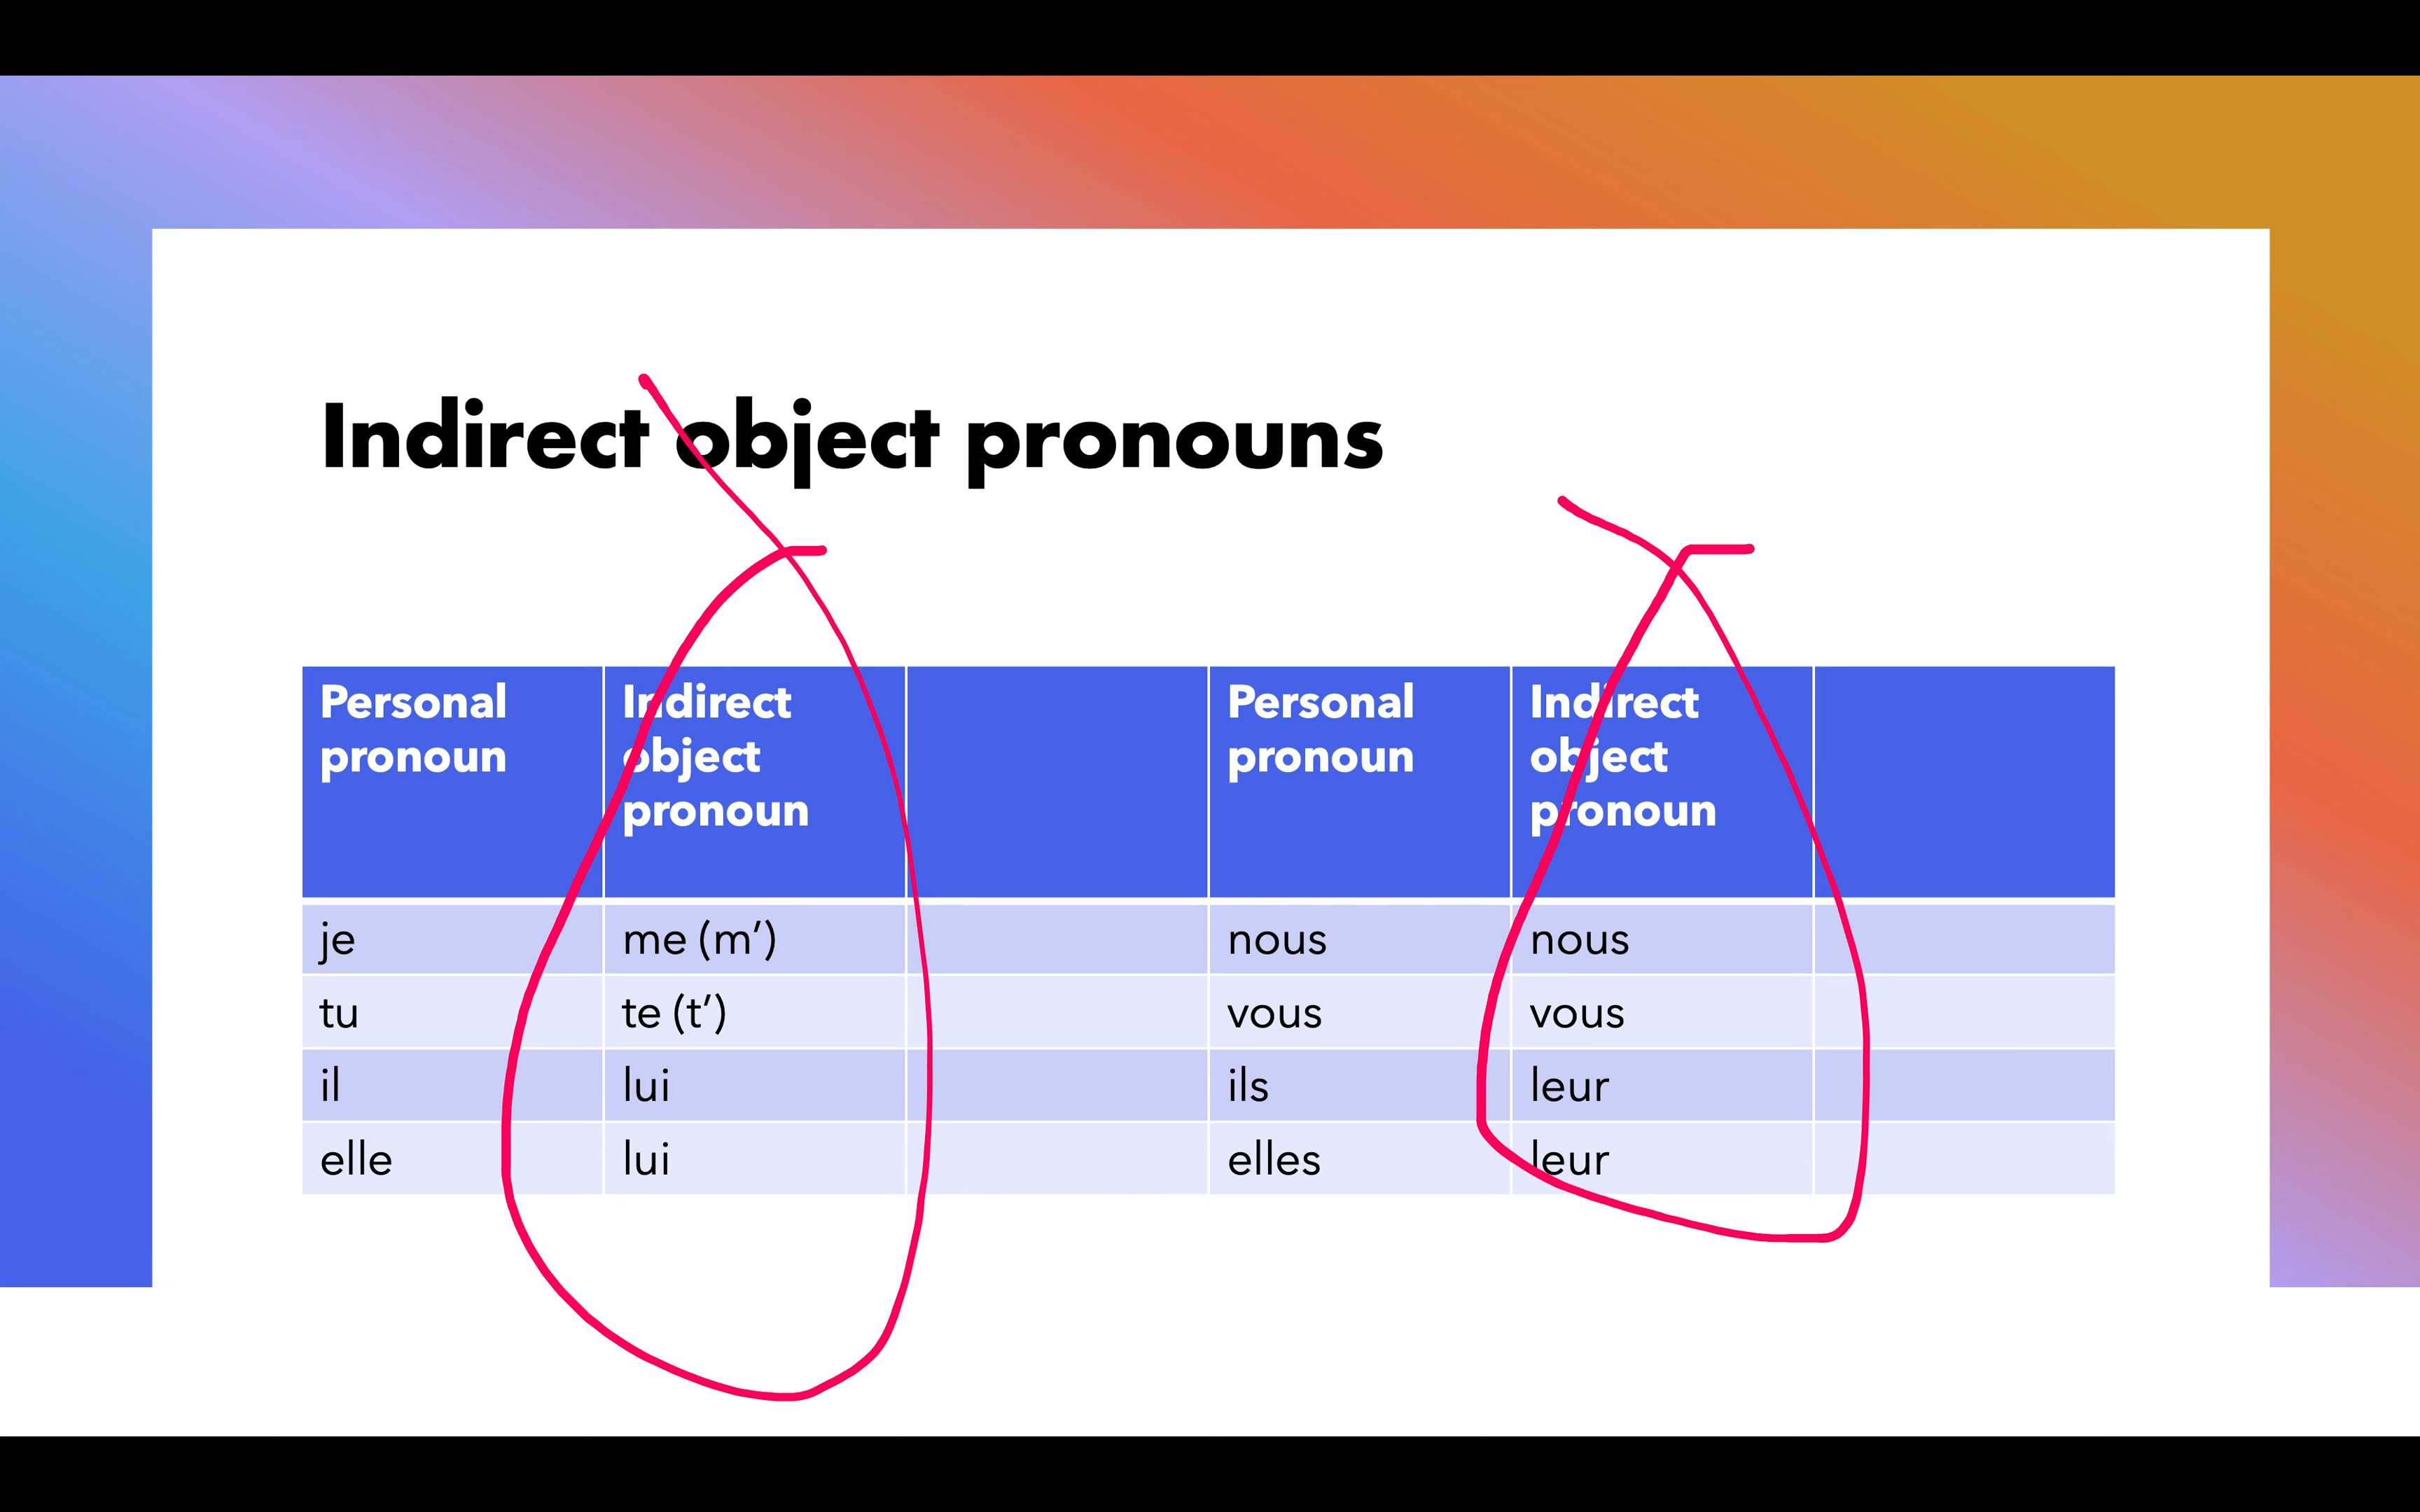 Indirect object pronouns
Personal pronoun Indirect object pronoun Personal pronoun Indirect object pronoun
je me (m’) nous nous
tu te (t’) vous vous
il lui ils leur
elle lui elles leur